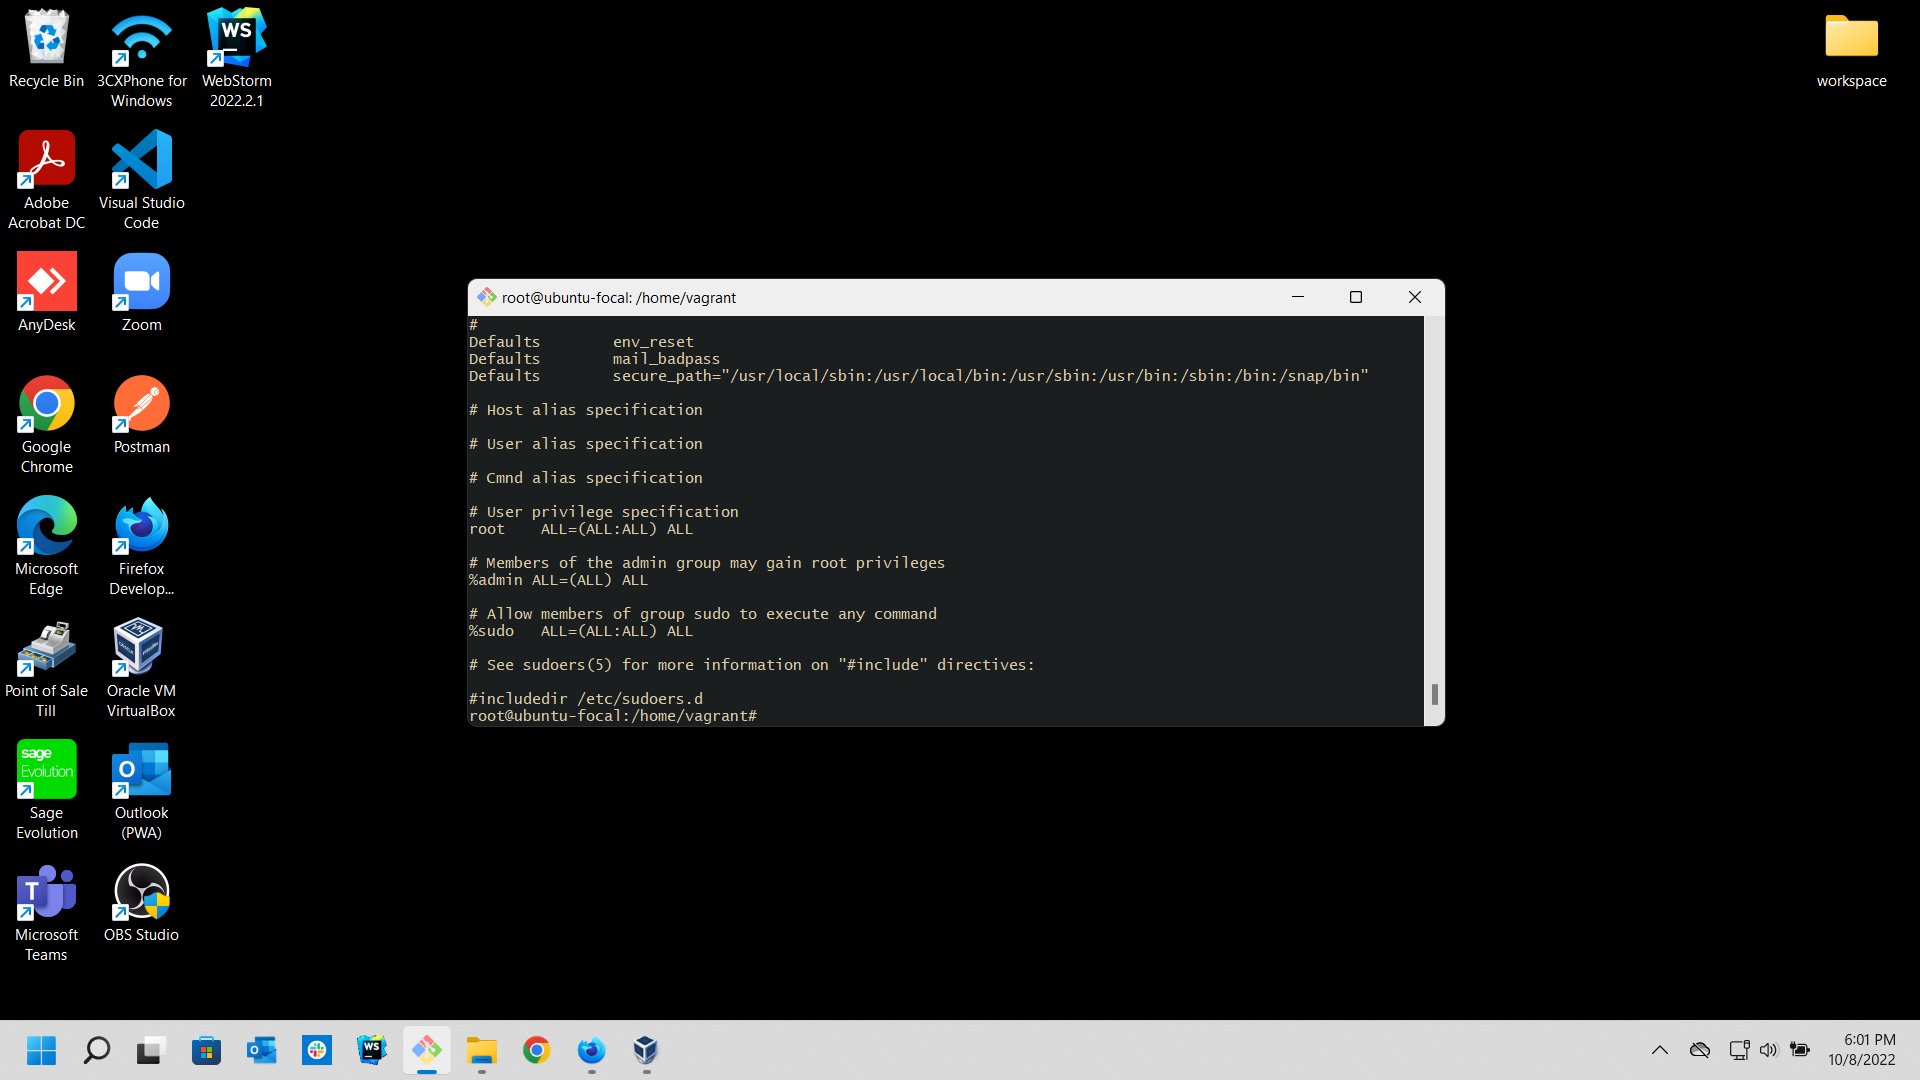 Recycle Bin
3CXPhone for
Windows
WS
WebStorm
2022.2.1
workspace
Adobe
Acrobat DC
Visual Studio
Code
AnyDesk
Zoom
Google
Chrome
Postman
Microsoft
Edge
Firefox
Develop...
Point of Sale
Till
Oracle VM
VirtualBox
sage
Evolution
Sage
Evolution
O
Outlook
(PWA)
T
Microsoft
Teams
OBS Studio
root@ubuntu-focal: /home/vagrant
#
Defaults        env_reset
Defaults        mail_badpass
Defaults        secure_path="/usr/local/sbin:/usr/local/bin:/usr/sbin:/usr/bin:/sbin:/bin:/snap/bin"
# Host alias specification
# User alias specification
# Cmnd alias specification
# User privilege specification
root    ALL=(ALL:ALL) ALL
# Members of the admin group may gain root privileges
%admin ALL=(ALL) ALL
# Allow members of group sudo to execute any command
%sudo   ALL=(ALL:ALL) ALL
# See sudoers(5) for more information on "#include" directives:
#includedir /etc/sudoers.d
root@ubuntu-focal:/home/vagrant#
O
WS
6:01 PM
10/8/2022